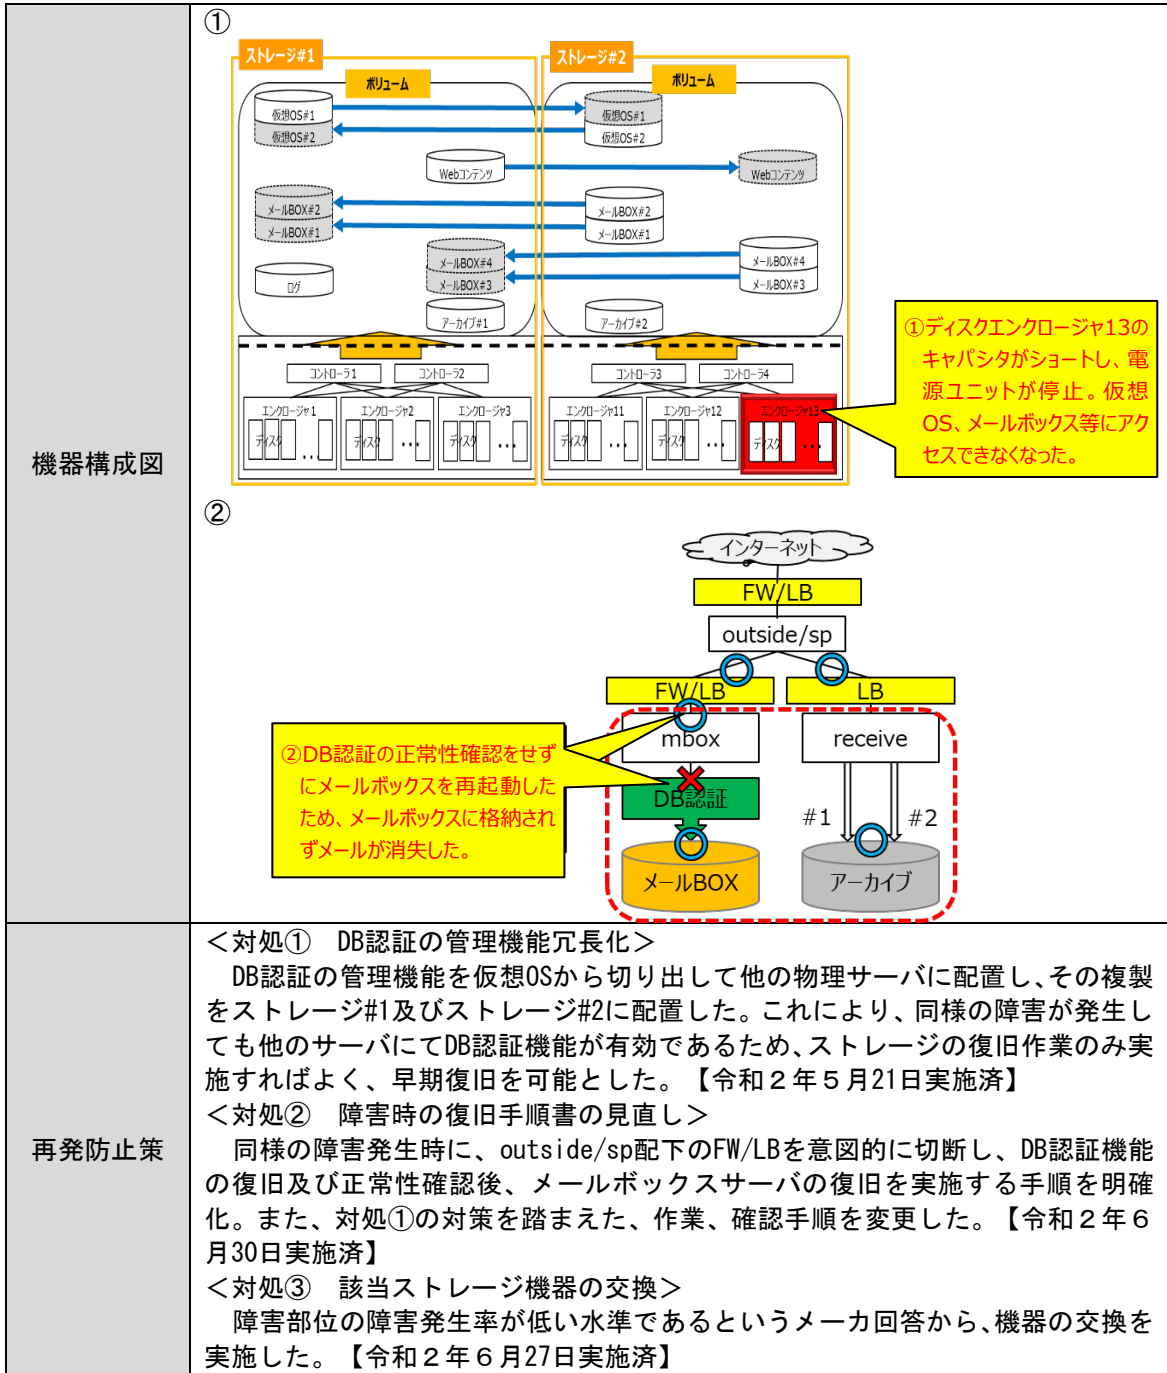 機器構成図
①
ストレージ#1
ストレージ#2
ボリューム
ボリューム
仮想OS#1
仮想OS#2
仮想OS#1
仮想OS#2
Webコンテンツ
Webコンテンツ
メールBOX#2
メールBOX#1
メールBOX#2
メールBOX#1
メールBOX#4
メールBOX#3
メールBOX#4
メールBOX#3
ログ
アーカイブ#1
アーカイブ#2
コントローラ1
コントローラ2
コントローラ3
コントローラ4
エンクロージャ1
エンクロージャ2
エンクロージャ3
エンクロージャ11
エンクロージャ12
エンクロージャ13
ディスク
...
ディスク
...
ディスク
...
ディスク
...
ディスク
...
ディスク
...
①ディスクエンクロージャ13の
キャパシタがショートし、電
源ユニットが停止。仮想
OS、メールボックス等にアク
セスできなくなった。
②
インターネット
FW/LB
outside/sp
FW/LB
LB
mbox
receive
DB認証
#1
#2
メールBOX
アーカイブ
②DB認証の正常性確認をせず
にメールボックスを再起動した
ため、メールボックスに格納され
ずメールが消失した。
再発防止策
＜対処①　DB認証の管理機能冗長化＞
DB認証の管理機能を仮想OSから切り出して他の物理サーバに配置し、その複製
をストレージ#1及びストレージ#2に配置した。これにより、同様の障害が発生し
ても他のサーバにてDB認証機能が有効であるため、ストレージの復旧作業のみ実
施すればよく、早期復旧を可能とした。【令和２年５月21日実施済】
＜対処②　障害時の復旧手順書の見直し＞
同様の障害発生時に、outside/sp配下のFW/LBを意図的に切断し、DB認証機能
の復旧及び正常性確認後、メールボックスサーバの復旧を実施する手順を明確
化。また、対処①の対策を踏まえた、作業、確認手順を変更した。【令和２年６
月30日実施済】
＜対処③　該当ストレージ機器の交換＞
障害部位の障害発生率が低い水準であるというメーカ回答から、機器の交換を
実施した。【令和２年６月27日実施済】